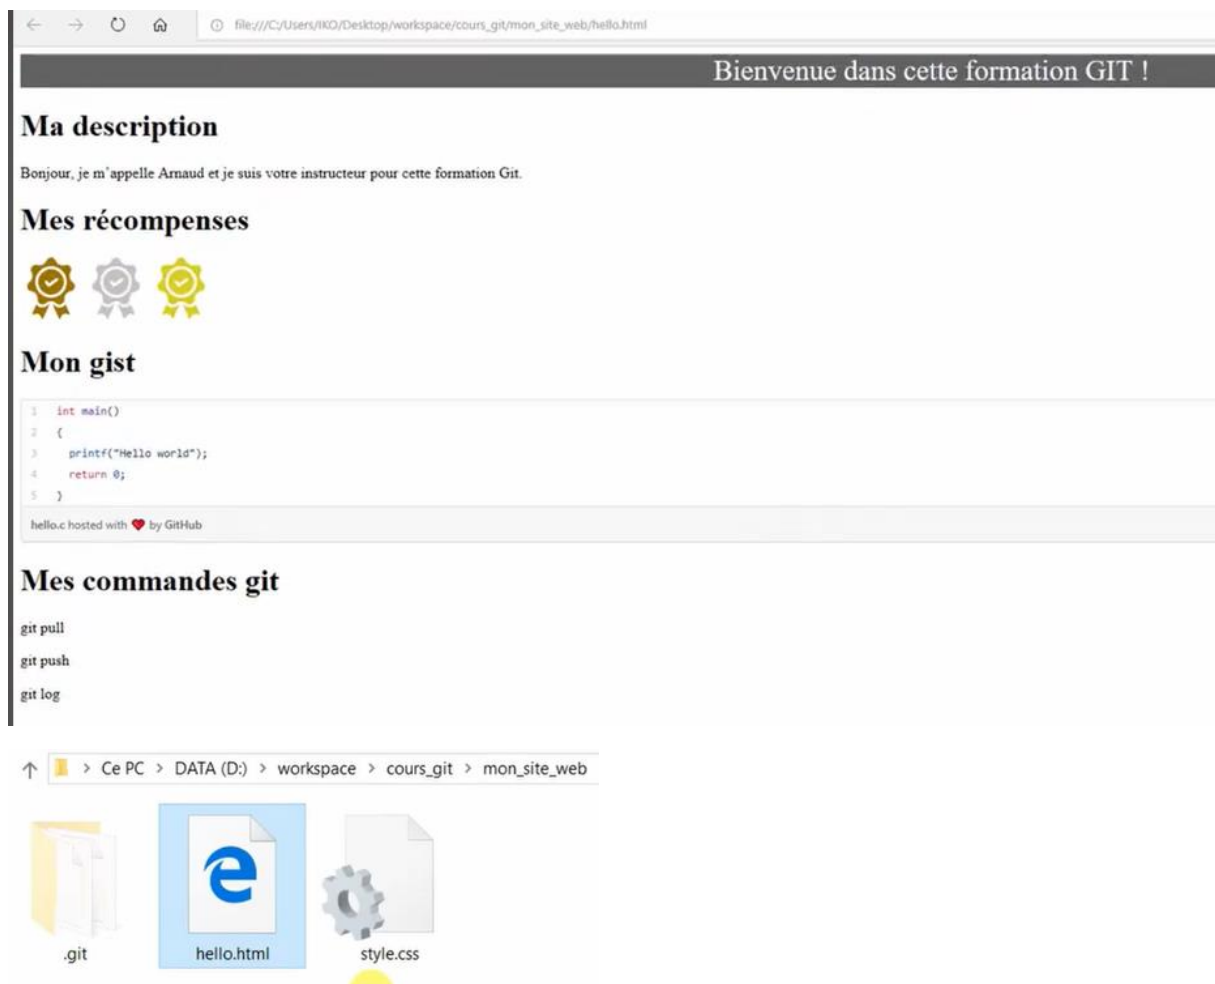 file:///C:/Users/IKO/Desktop/workspace/cours_git/mon_site_web/hello.html
Bienvenue dans cette formation GIT !
Ma description
Bonjour, je m'appelle Arnaud et je suis votre instructeur pour cette formation Git.
Mes récompenses
Mon gist
1 int main()
2 {
3 printf("Hello world");
4 return 0;
5 }
hello.c hosted with ❤ by GitHub
Mes commandes git
git pull
git push
git log
> Ce PC > DATA (D:) > workspace > cours_git > mon_site_web
.git hello.html style.css